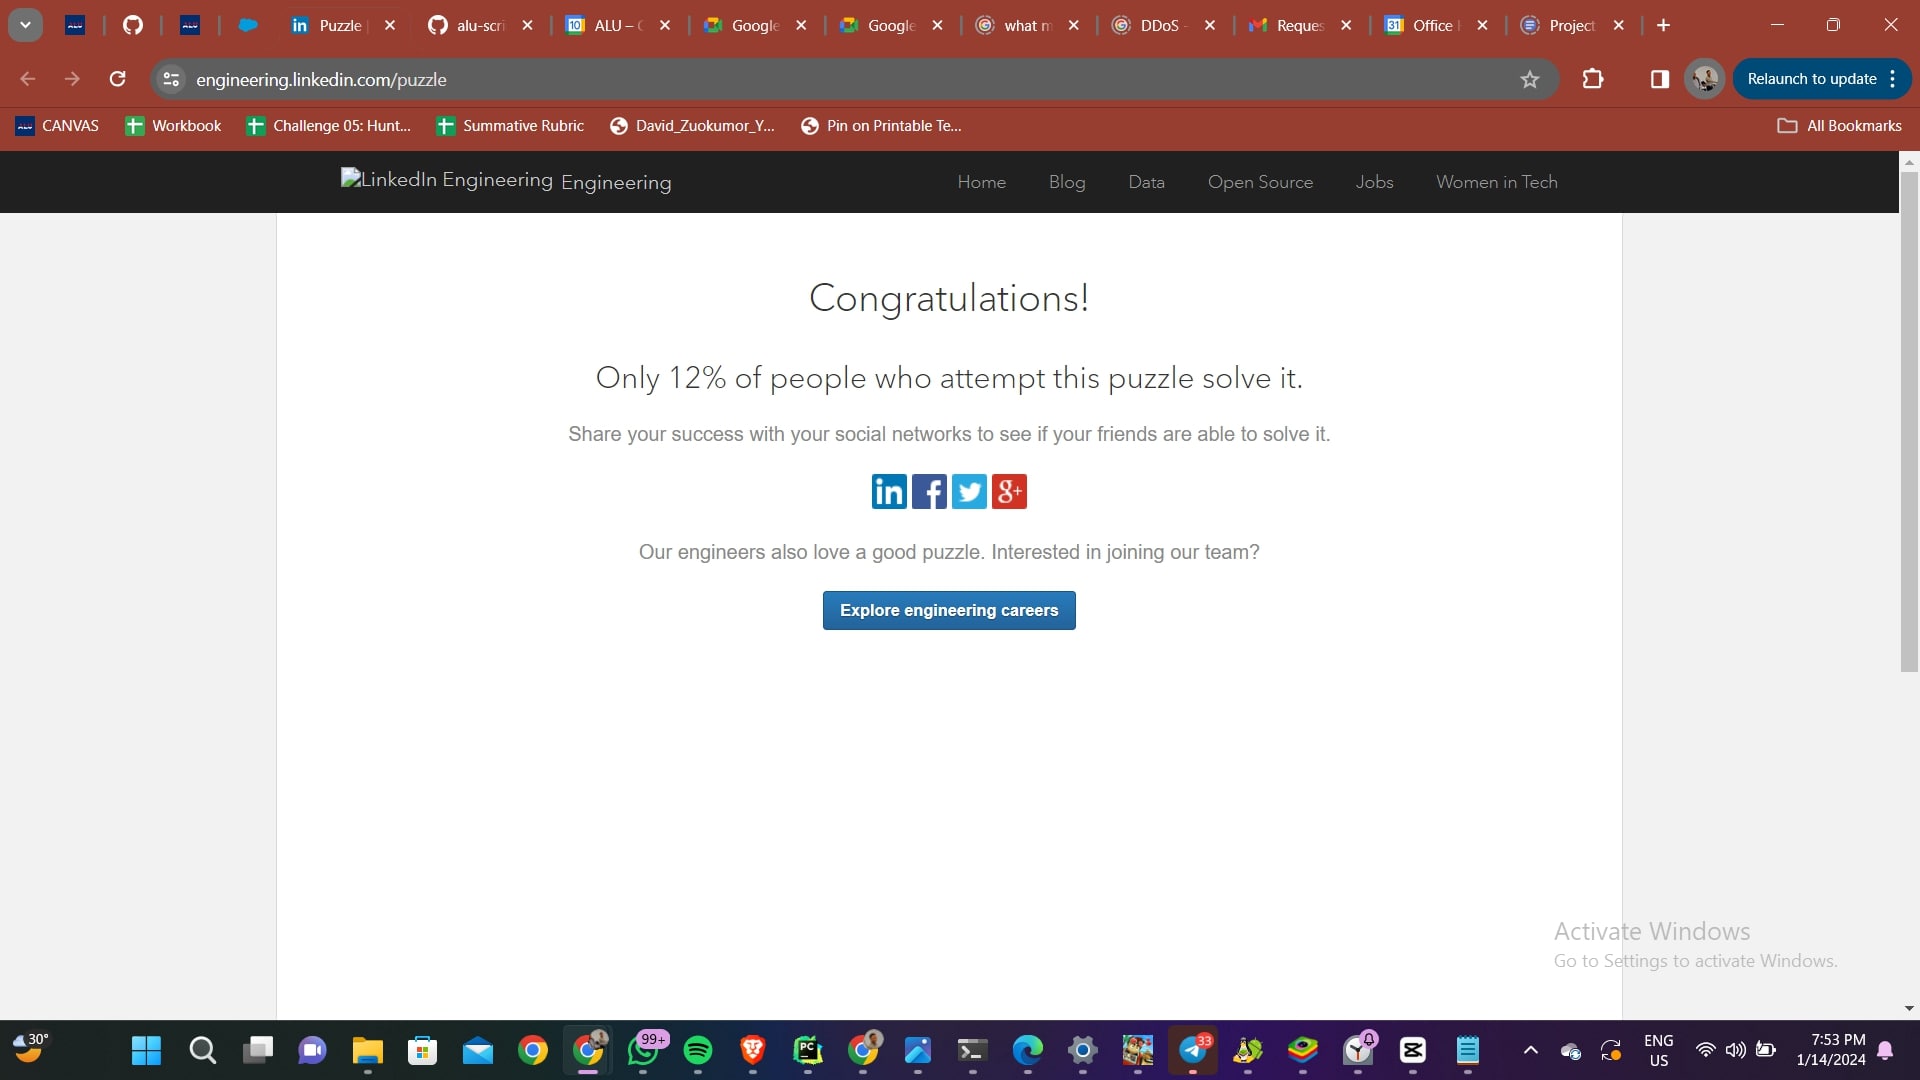 Puzzle
alu-scri
ALU – C
Google
Google
what m
DDoS -
Reques
Office H
Project
engineering.linkedin.com/puzzle
Relaunch to update
CANVAS
Workbook
Challenge 05: Hunt...
Summative Rubric
David_Zuokumor_Y...
Pin on Printable Te...
All Bookmarks
LinkedIn Engineering Engineering
Home
Blog
Data
Open Source
Jobs
Women in Tech
Congratulations!
Only 12% of people who attempt this puzzle solve it.
Share your success with your social networks to see if your friends are able to solve it.
in f g+
Our engineers also love a good puzzle. Interested in joining our team?
Explore engineering careers
Activate Windows
Go to Settings to activate Windows.
30°
99+
PC
33
ENG
US
7:53 PM
1/14/2024